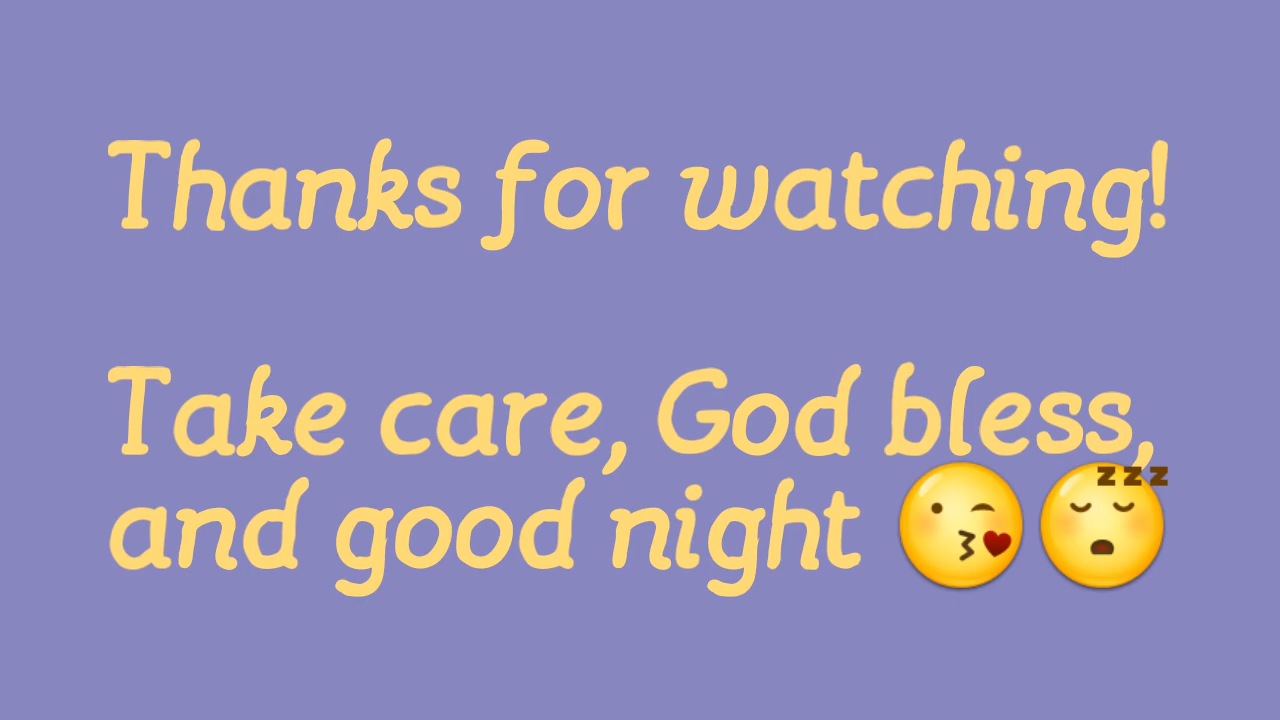 Thanks for watching!
Take care, God bless,
and good night 😘😴